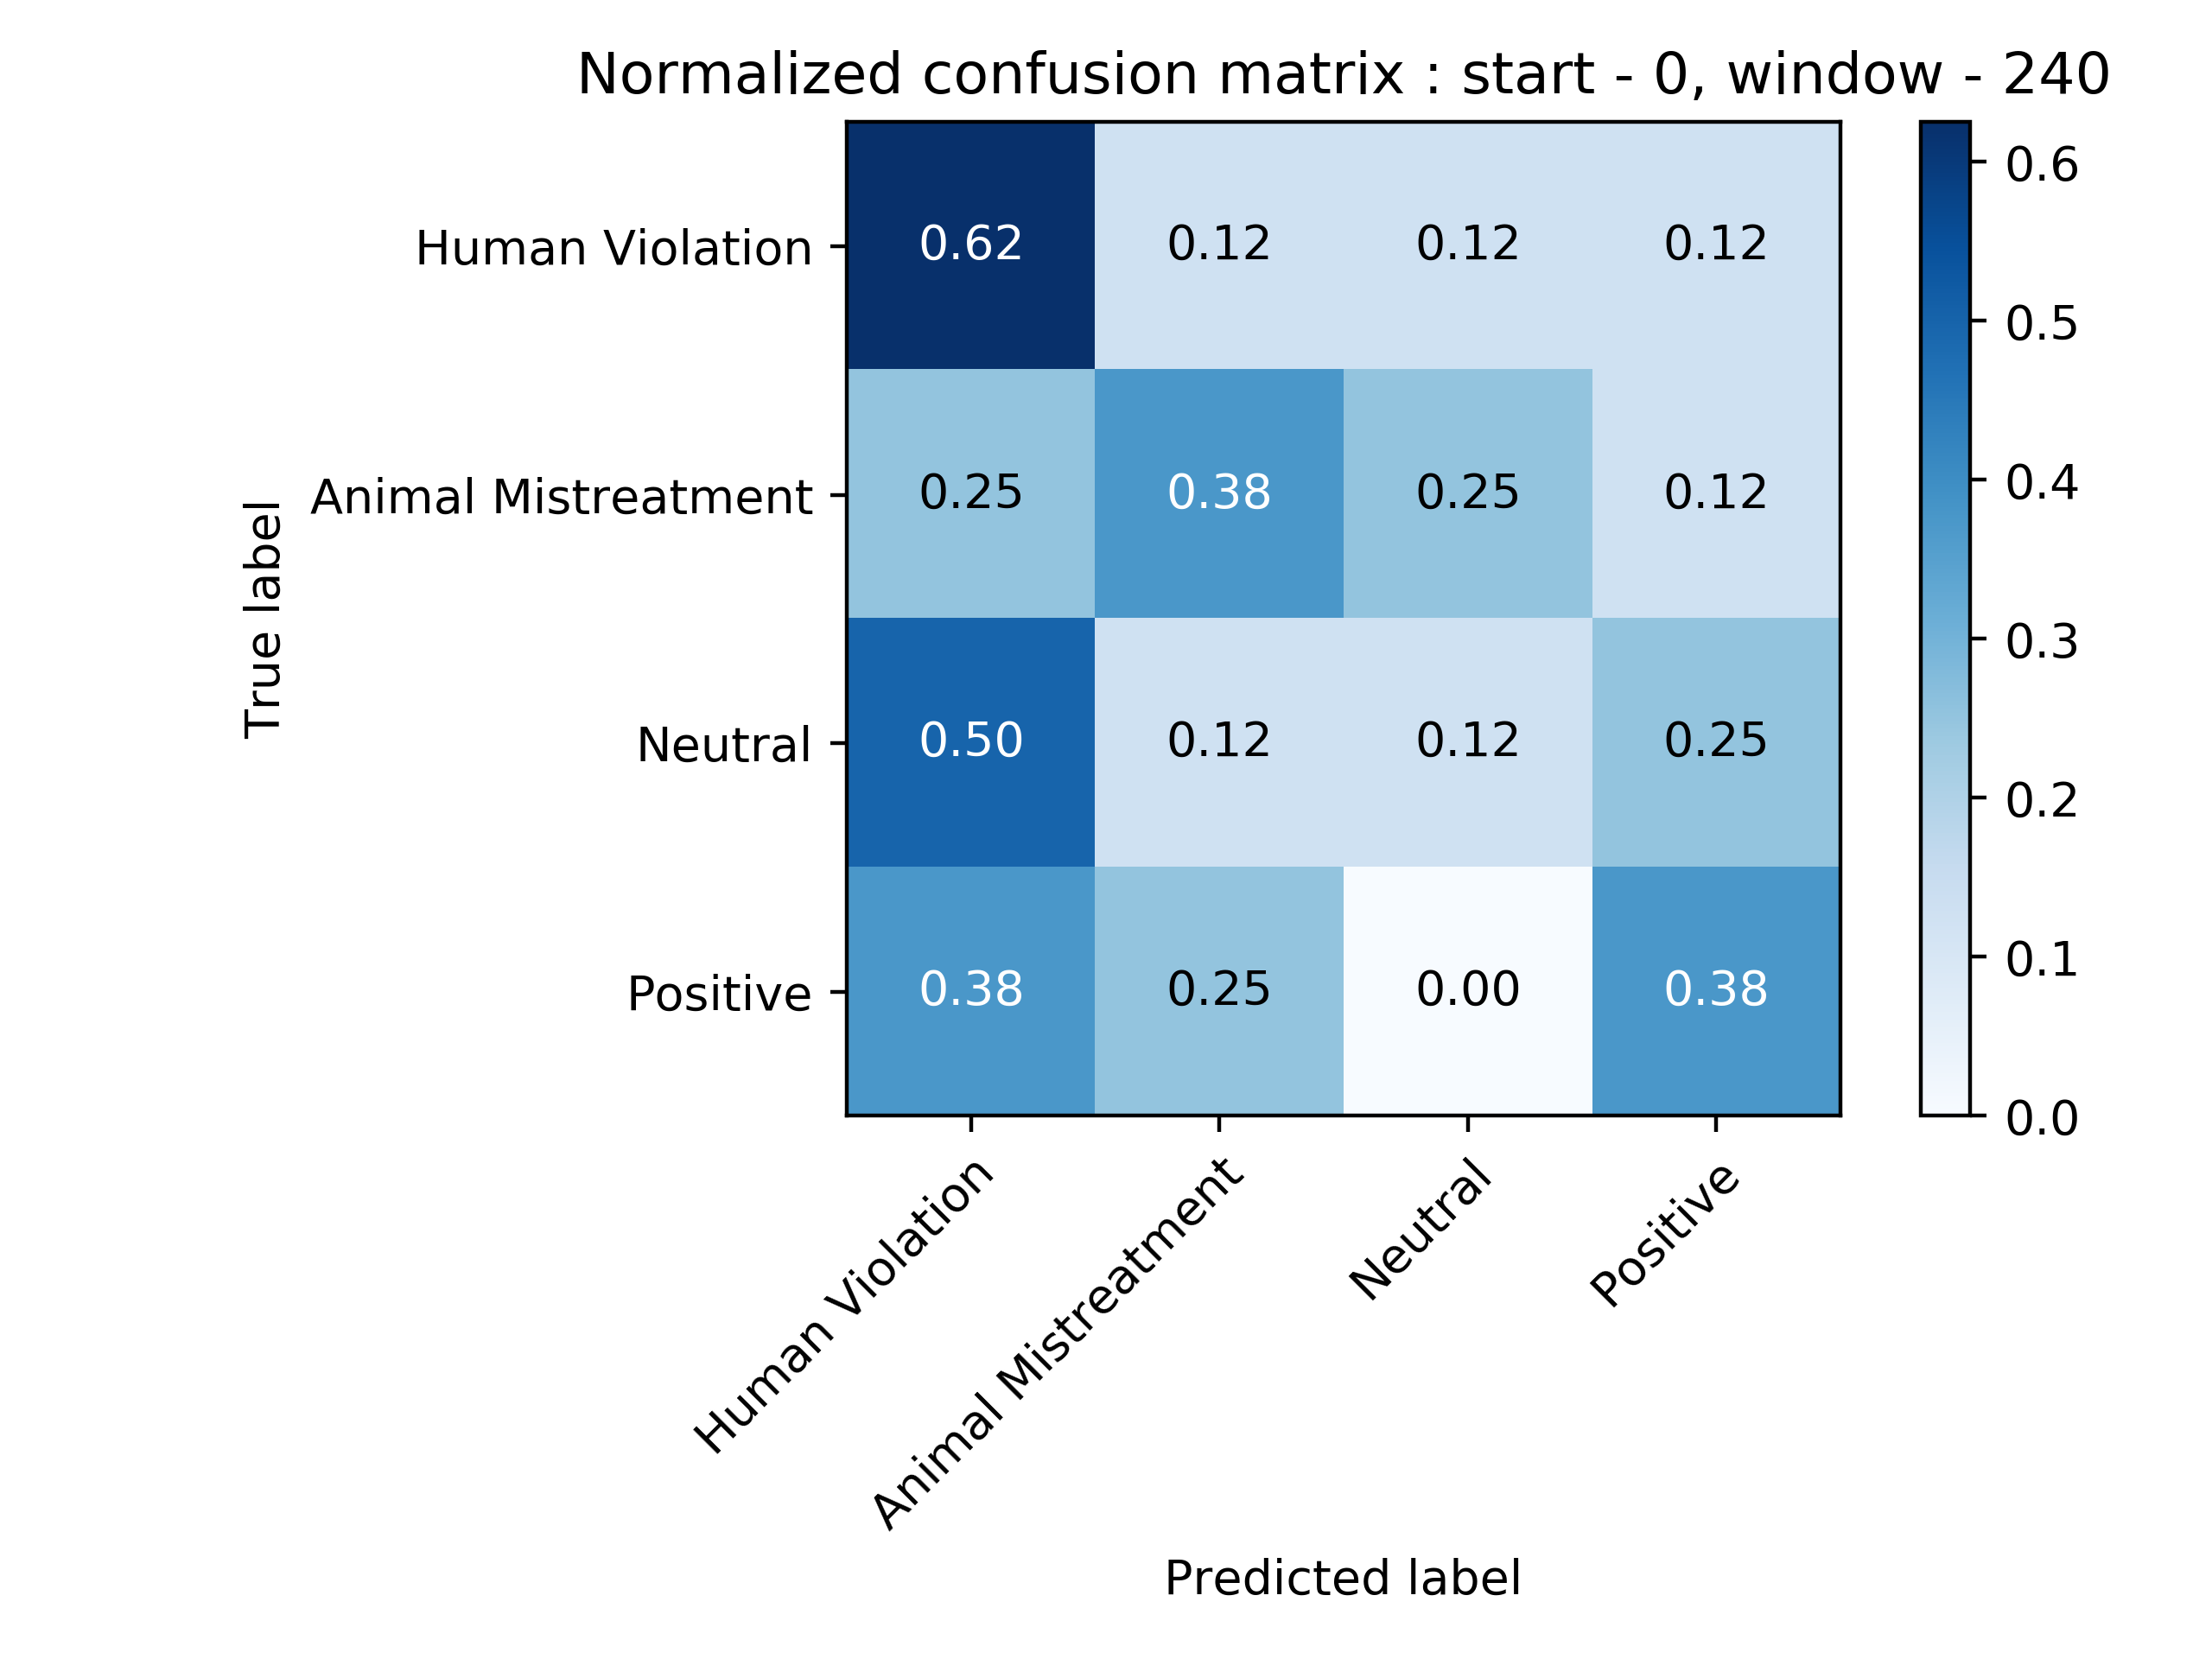 Normalized confusion matrix : start - 0, window - 240
True label
Human Violation
0.62 0.12 0.12 0.12
Animal Mistreatment
0.25 0.38 0.25 0.12
Neutral
0.50 0.12 0.12 0.25
Positive
0.38 0.25 0.00 0.38
Human Violation
Animal Mistreatment
Neutral
Positive
Predicted label
0.6
0.5
0.4
0.3
0.2
0.1
0.0